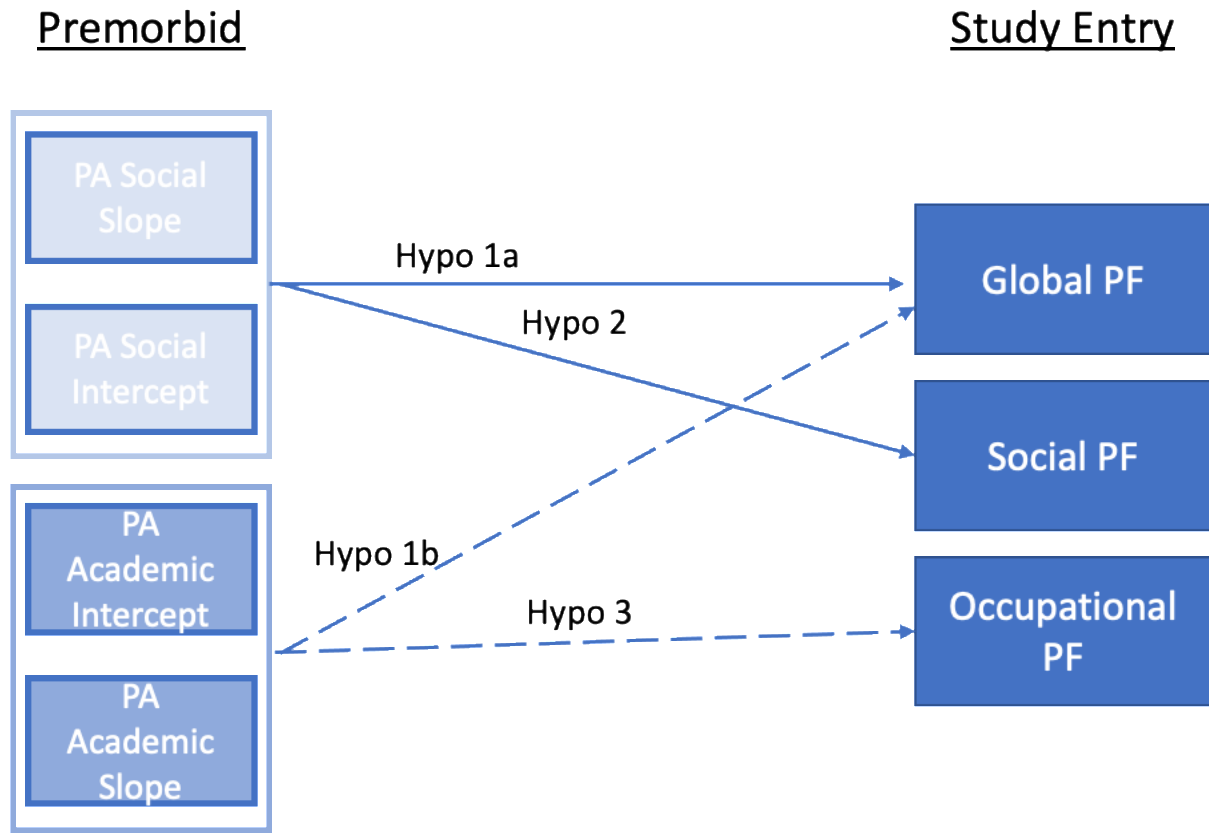 Premorbid
Study Entry
PA Social
Slope
PA Social
Intercept
PA
Academic
Intercept
PA
Academic
Slope
Hypo 1a
Hypo 2
Hypo 1b
Hypo 3
Global PF
Social PF
Occupational
PF